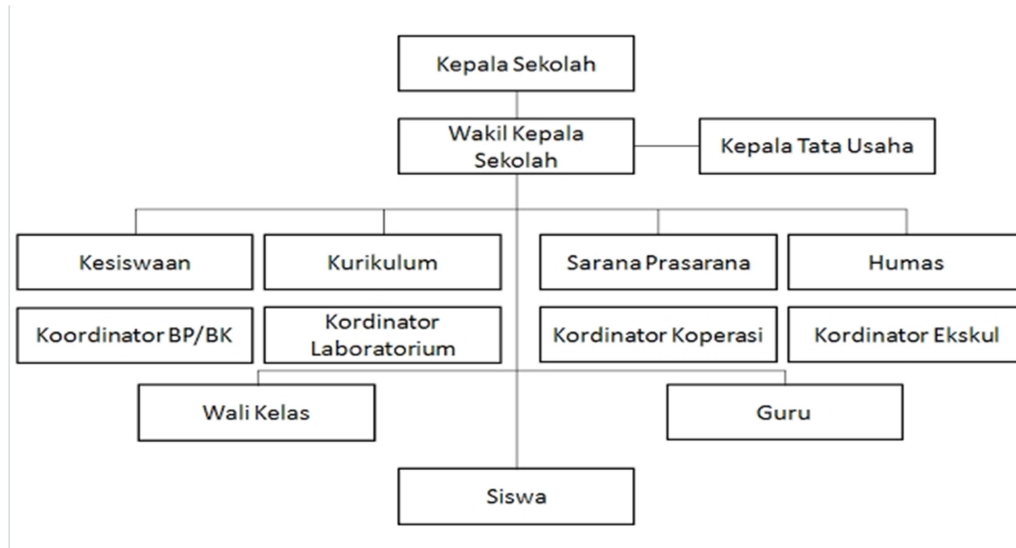 Kepala Sekolah
Wakil Kepala
Sekolah
Kepala Tata Usaha
Kesiswaan
Kurikulum
Sarana Prasarana
Humas
Koordinator BP/BK
Kordinator
Laboratorium
Kordinator Koperasi
Kordinator Ekskul
Wali Kelas
Guru
Siswa